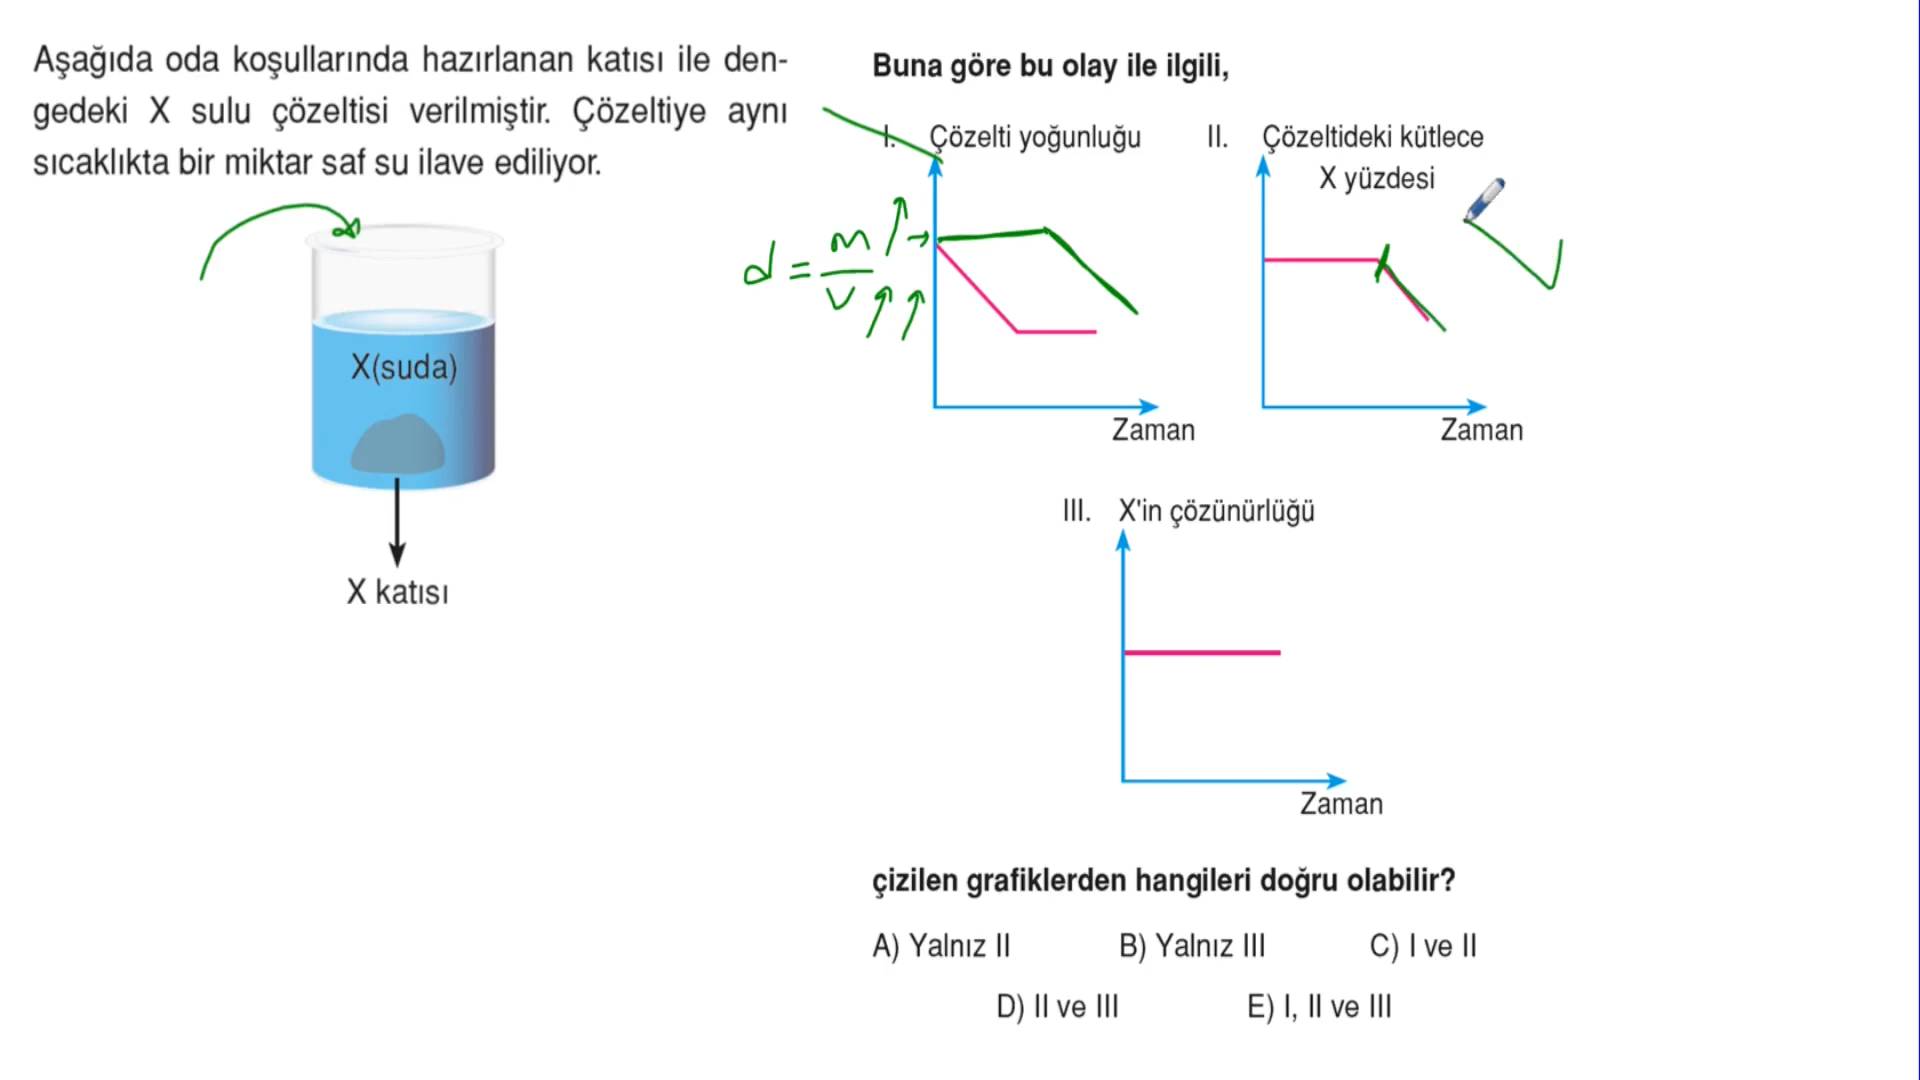 Aşağıda oda koşullarında hazırlanan katısı ile den-
gedeki X sulu çözeltisi verilmiştir. Çözeltiye aynı
sıcaklıkta bir miktar saf su ilave ediliyor.
X(suda)
X katısı
Buna göre bu olay ile ilgili,
I. Çözelti yoğunluğu
d = m
v
Zaman
II. Çözeltideki kütlece
X yüzdesi
Zaman
III. X'in çözünürlüğü
Zaman
çizilen grafiklerden hangileri doğru olabilir?
A) Yalnız II
B) Yalnız III
C) I ve II
D) II ve III
E) I, II ve III